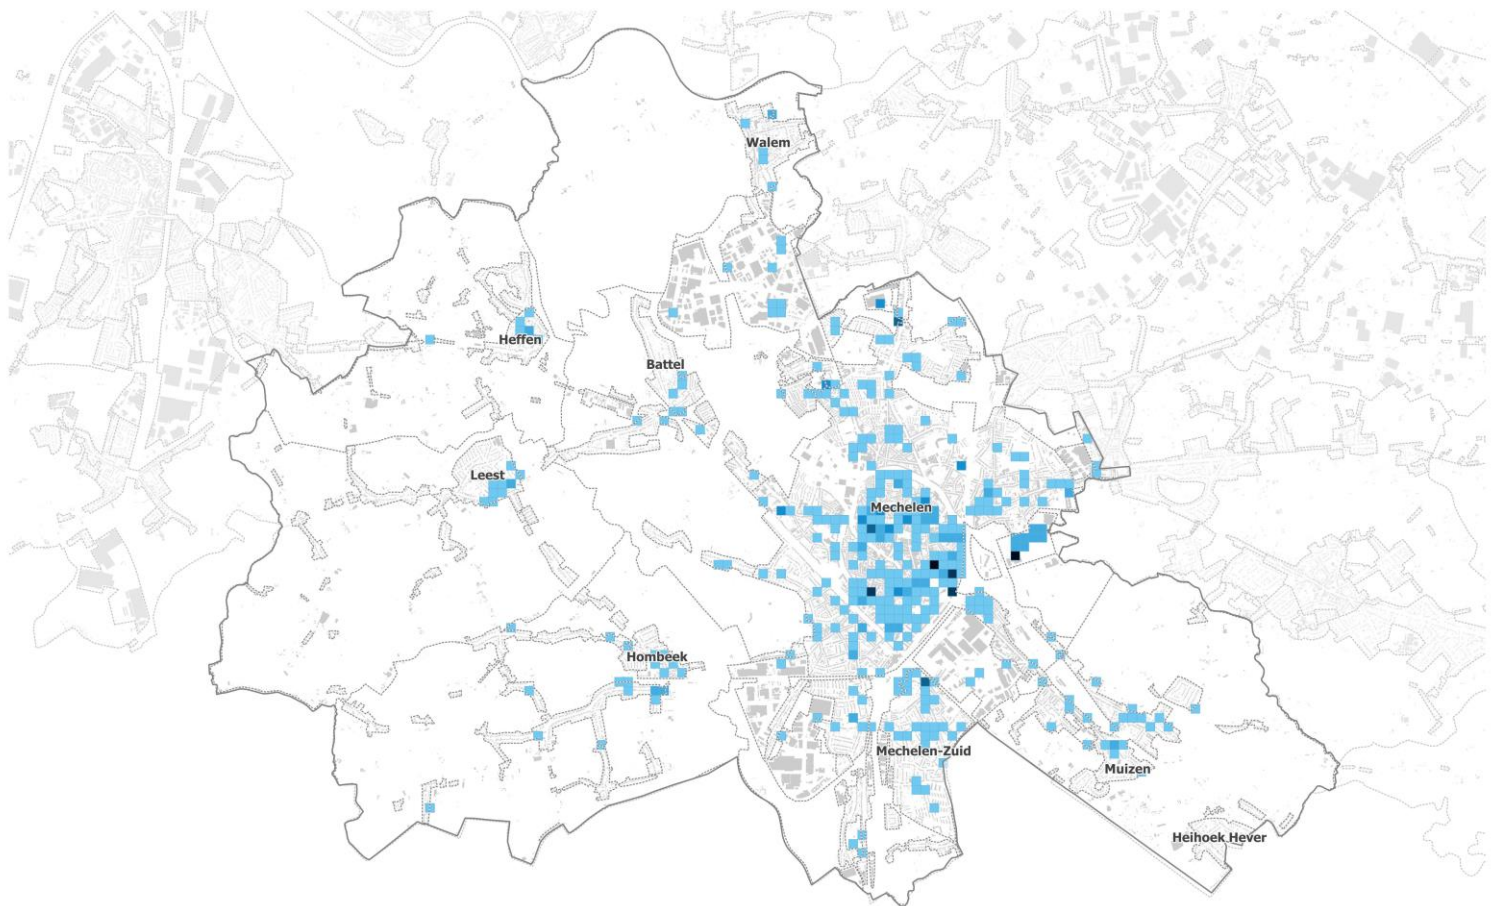 Walem
Heffen
Battel
Leest
Mechelen
Hombeek
Mechelen-Zuid
Muizen
Heihoek Hever